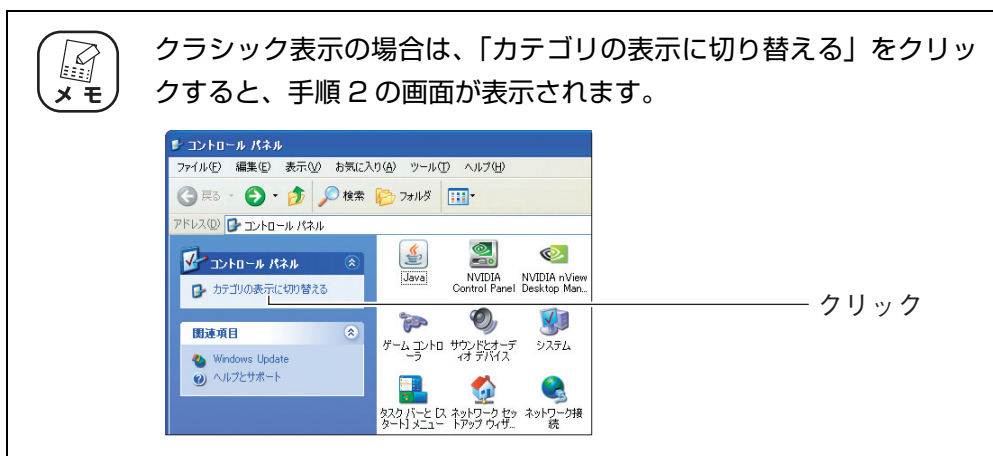 メモ
クラシック表示の場合は、「カテゴリの表示に切り替える」をクリッ
クすると、手順 2 の画面が表示されます。
コントロール パネル
ファイル(F) 編集(E) 表示(V) お気に入り(A) ツール(T) ヘルプ(H)
戻る 検索 フォルダ
アドレス(D) コントロール パネル
コントロール パネル
カテゴリの表示に切り替える
関連項目
Windows Update
ヘルプとサポート
Java
NVIDIA
Control Panel
NVIDIA nView
Desktop Man...
ゲーム コントロ
ーラ
サウンドとオーデ
ィオ デバイス
システム
タスク バーと [ス
タート] メニュー
ネットワーク セッ
トアップ ウィザ...
ネットワーク接
続
クリック